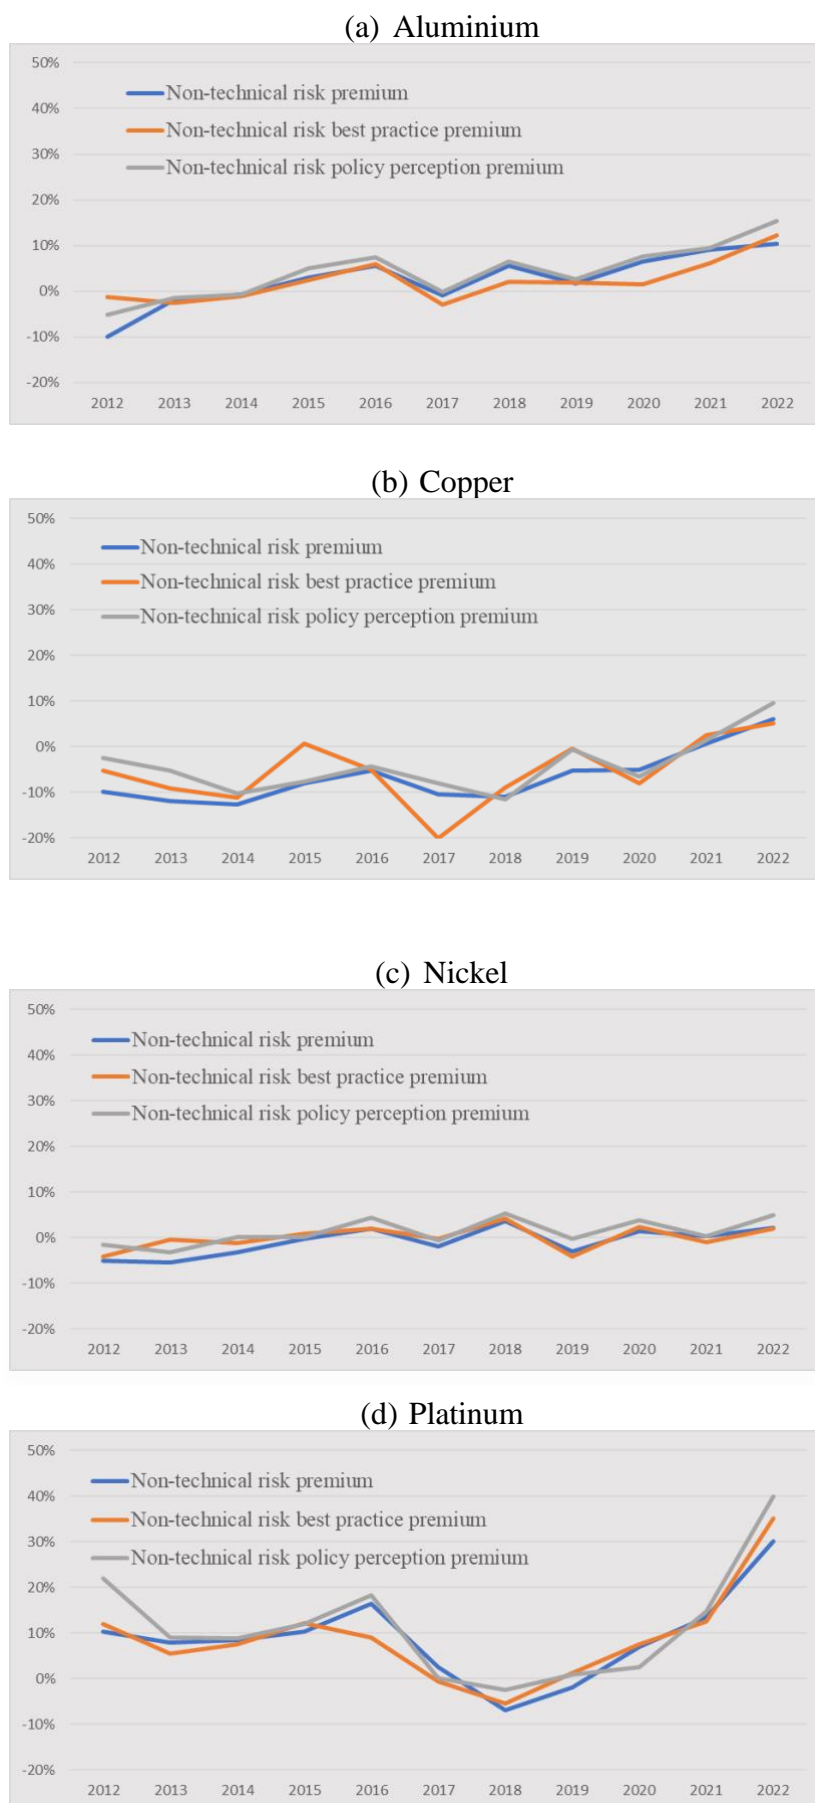 (a) Aluminium
50%
Non-technical risk premium
40%
Non-technical risk best practice premium
30%
Non-technical risk policy perception premium
20%
10%
0%
-10%
-20%
2012 2013 2014 2015 2016 2017 2018 2019 2020 2021 2022
(b) Copper
50%
Non-technical risk premium
40%
Non-technical risk best practice premium
30%
Non-technical risk policy perception premium
20%
10%
0%
-10%
-20%
2012 2013 2014 2015 2016 2017 2018 2019 2020 2021 2022
(c) Nickel
50%
Non-technical risk premium
40%
Non-technical risk best practice premium
30%
Non-technical risk policy perception premium
20%
10%
0%
-10%
-20%
2012 2013 2014 2015 2016 2017 2018 2019 2020 2021 2022
(d) Platinum
50%
Non-technical risk premium
40%
Non-technical risk best practice premium
30%
Non-technical risk policy perception premium
20%
10%
0%
-10%
-20%
2012 2013 2014 2015 2016 2017 2018 2019 2020 2021 2022